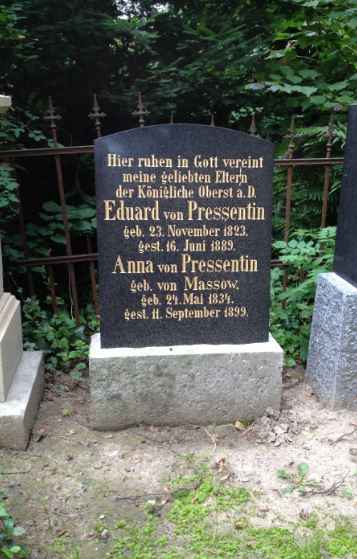 Hier ruhen in Gott vereint
meine geliebten Eltern
der Königliche Oberst a.D.
Eduard von Pressentin
geb. 23. November 1823.
gest. 16. Juni 1889.
Anna von Pressentin
geb. von Massow.
geb. 24. Mai 1834.
gest. 11. September 1899.